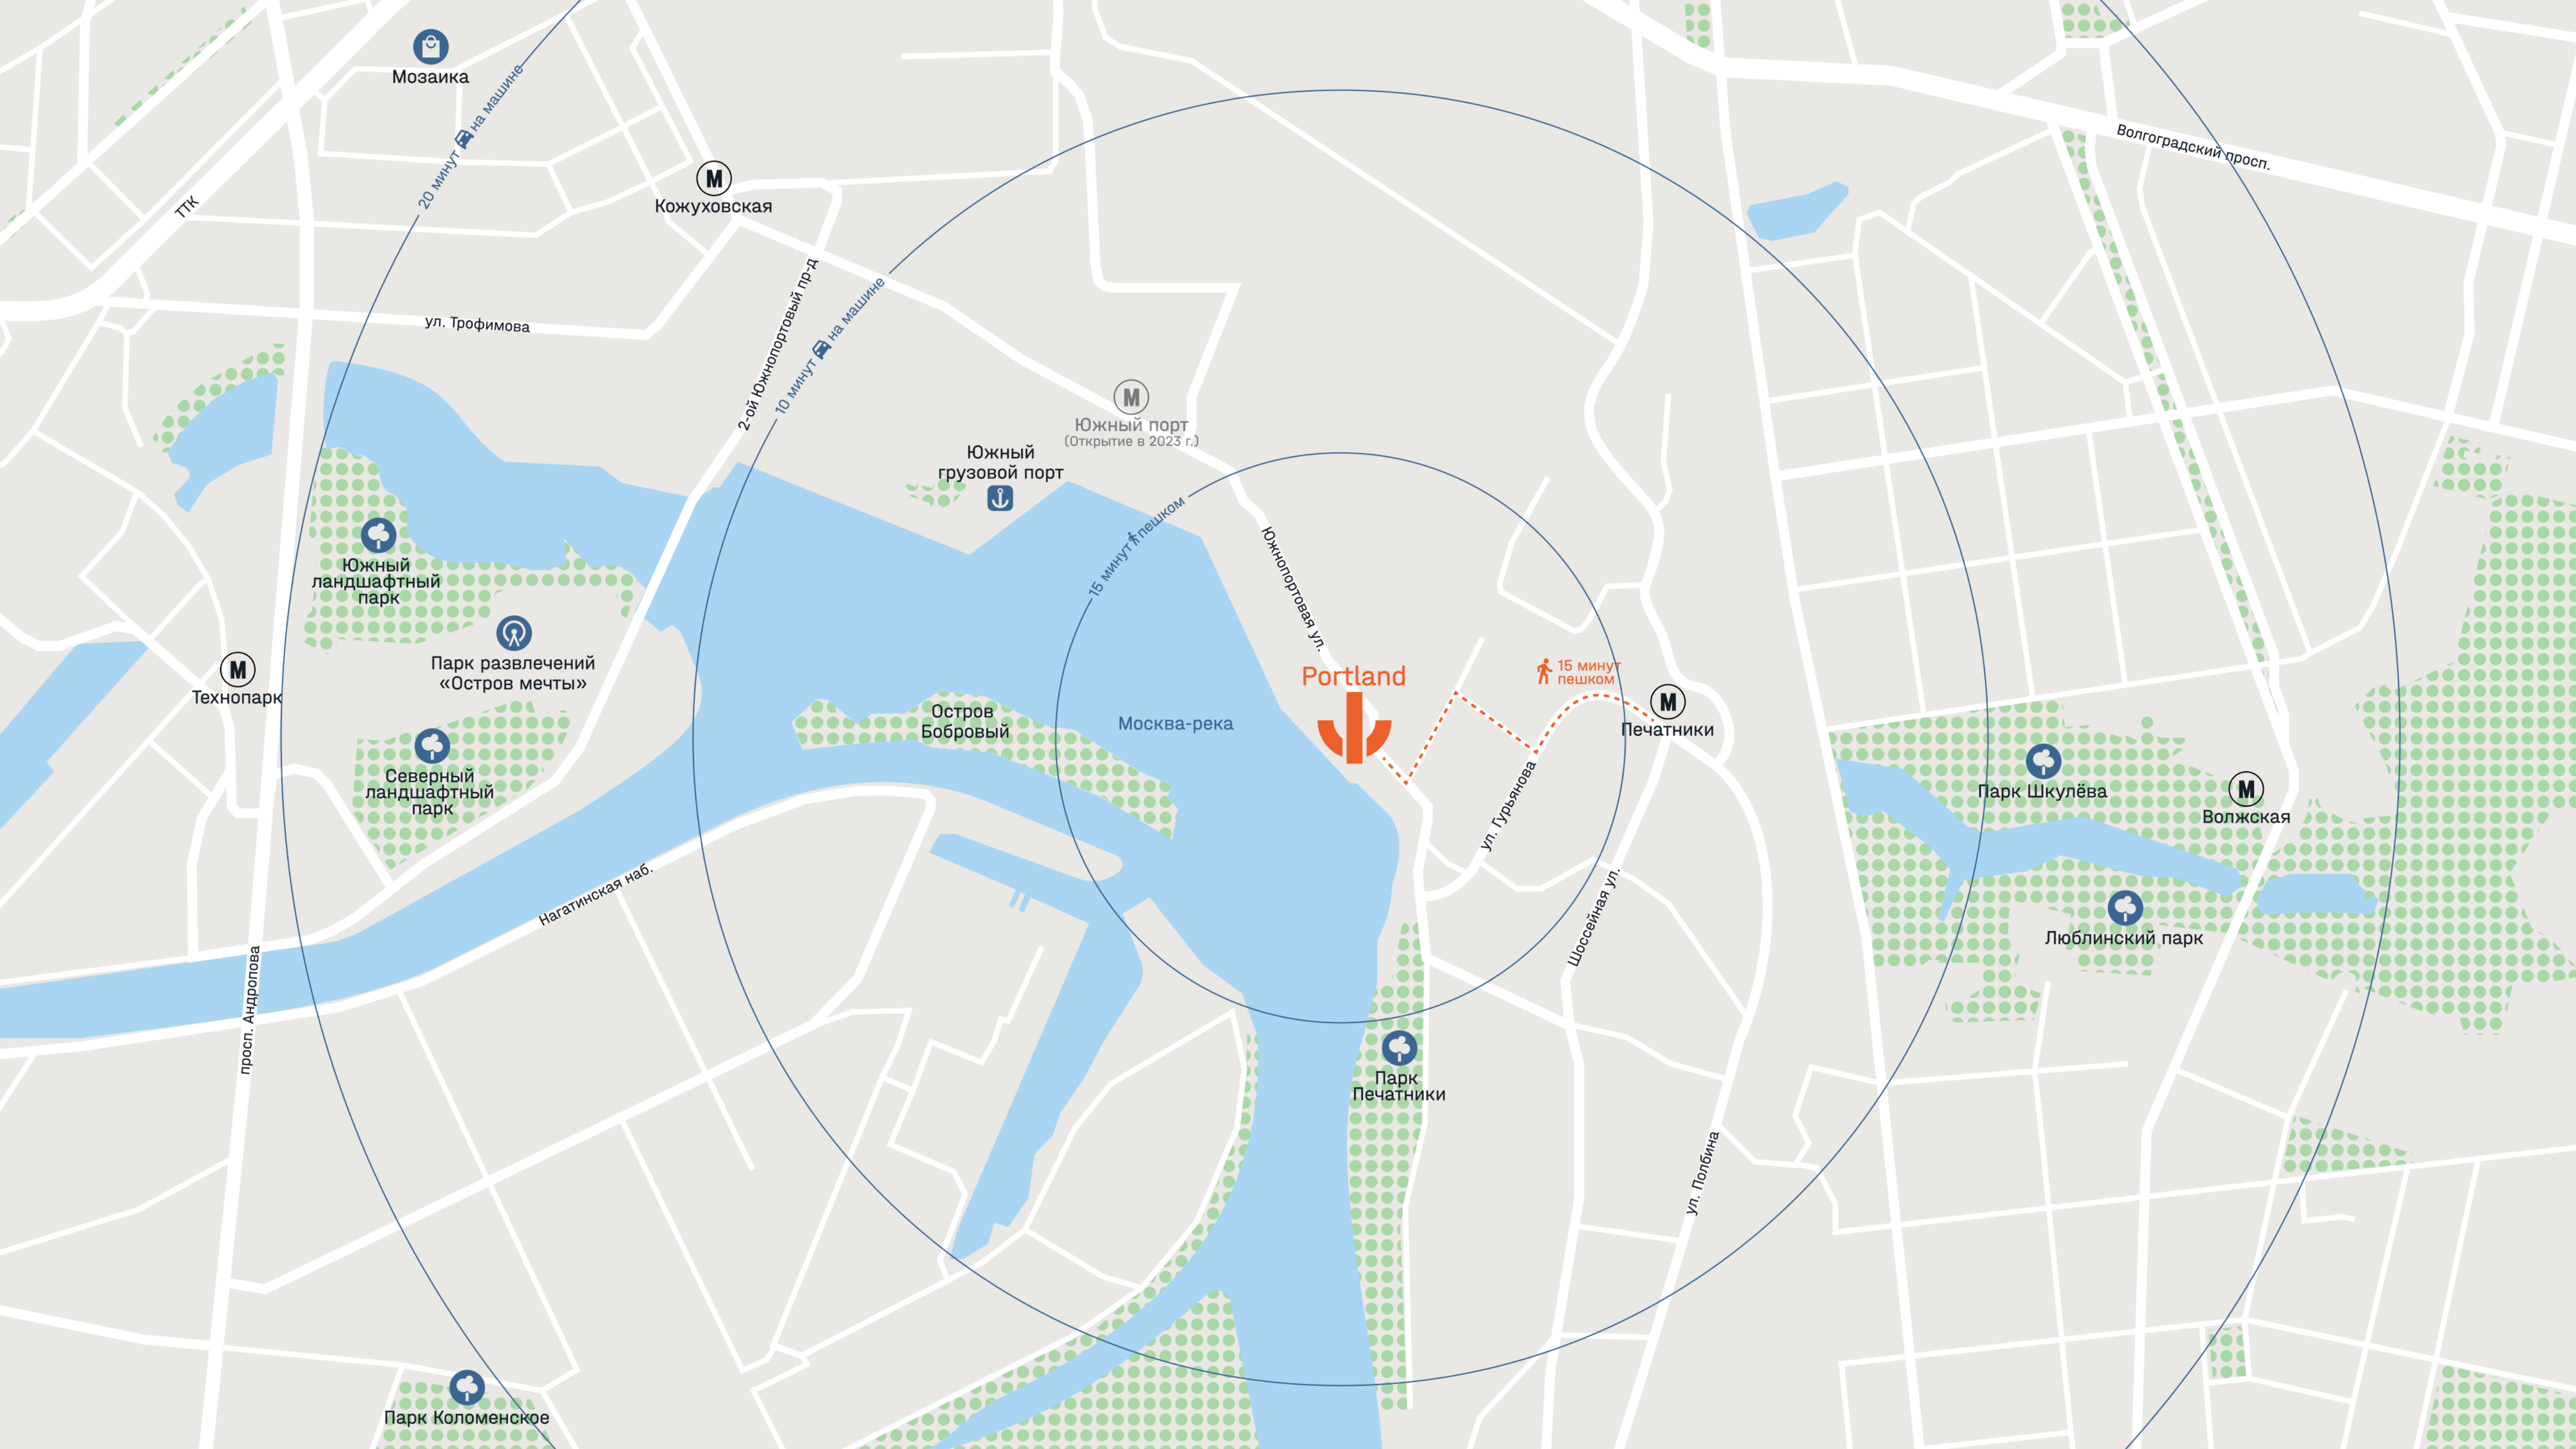 Мозаика
20 минут на машине
Волгоградский просп.
ТТК
М
Кожуховская
ул. Трофимова
2-ой Южнопортовый пр-д
10 минут на машине
М
Южный порт
(Открытие в 2023 г.)
Южный
грузовой порт
15 минут пешком
Южнопортовая ул.
Южный
ландшафтный
парк
Парк развлечений
«Остров мечты»
М
Технопарк
Остров
Бобровый
Москва-река
Portland
15 минут
пешком
М
Печатники
Северный
ландшафтный
парк
ул. Гурьянова
Парк Шкулёва
М
Волжская
Нагатинская наб.
Шоссейная ул.
Люблинский парк
просп. Андропова
Парк
Печатники
ул. Полбина
Парк Коломенское